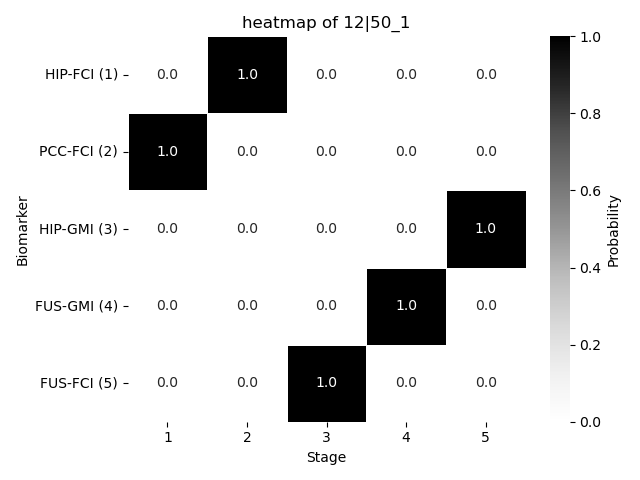 heatmap of 12|50_1
Biomarker
HIP-FCI (1) 0.0 1.0 0.0 0.0 0.0
PCC-FCI (2) 1.0 0.0 0.0 0.0 0.0
HIP-GMI (3) 0.0 0.0 0.0 0.0 1.0
FUS-GMI (4) 0.0 0.0 0.0 1.0 0.0
FUS-FCI (5) 0.0 0.0 1.0 0.0 0.0
1 2 3 4 5
Stage
1.0
0.8
0.6
0.4
0.2
0.0
Probability